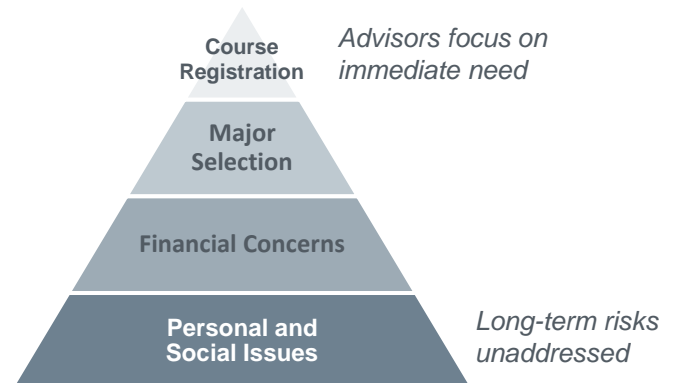 Course
Registration
Advisors focus on
immediate need
Major
Selection
Financial Concerns
Personal and
Social Issues
Long-term risks
unaddressed